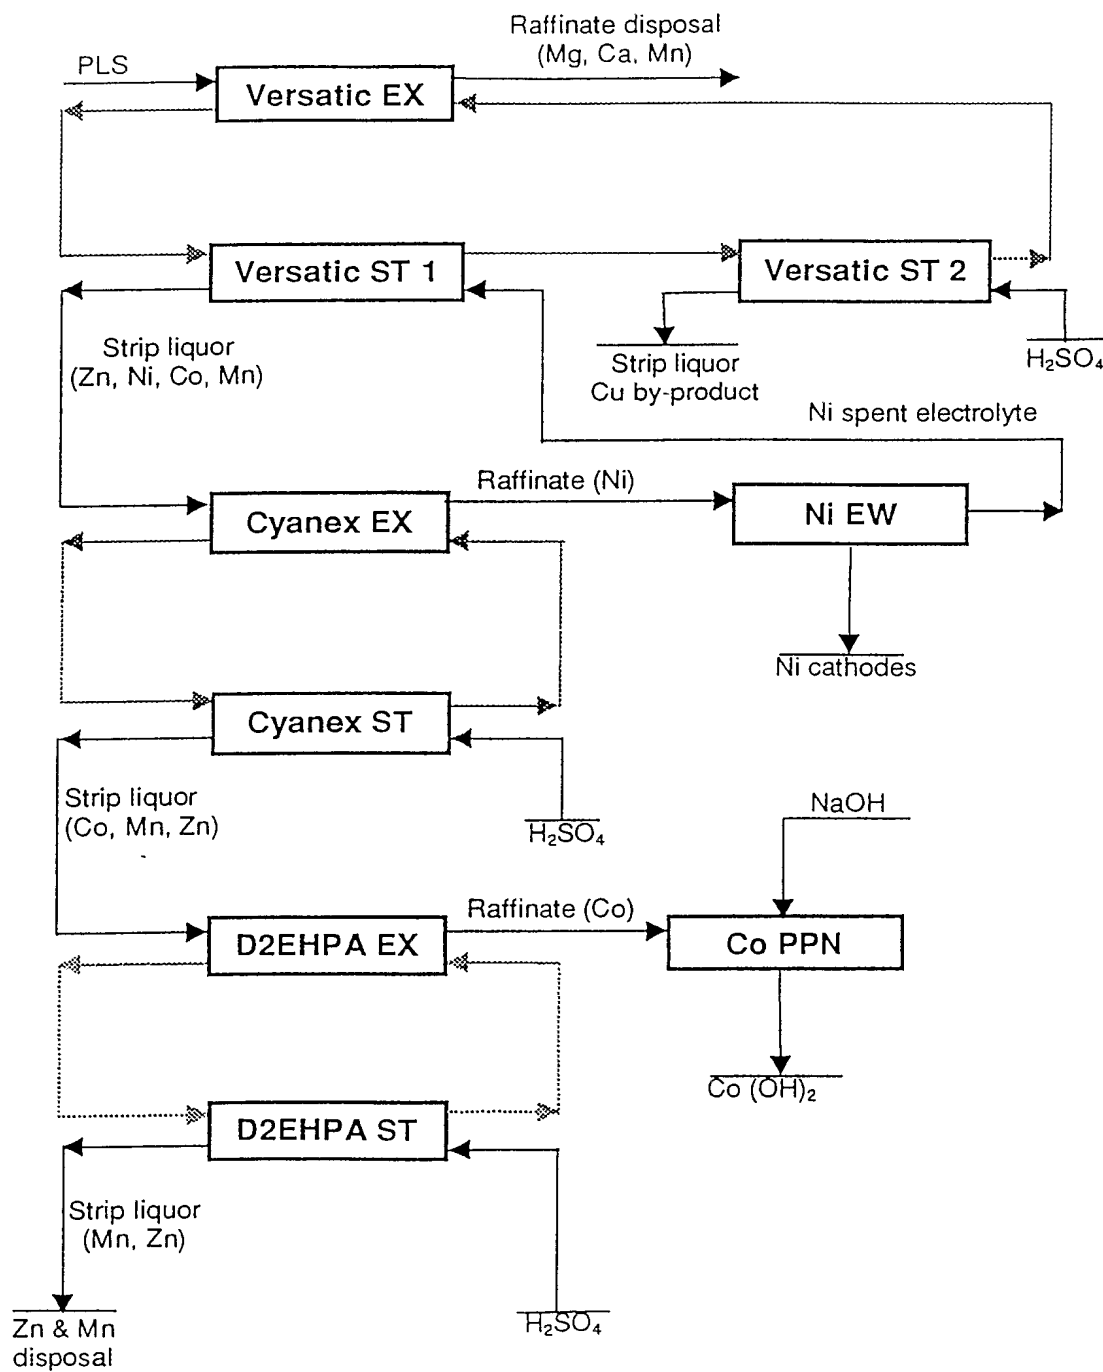 Raffinate disposal
(Mg, Ca, Mn)
PLS
Versatic EX
Versatic ST 1
Versatic ST 2
Strip liquor
(Zn, Ni, Co, Mn)
Strip liquor
Cu by-product
H₂SO₄
Ni spent electrolyte
Raffinate (Ni)
Cyanex EX
Ni EW
Ni cathodes
Cyanex ST
Strip liquor
(Co, Mn, Zn)
H₂SO₄
NaOH
Raffinate (Co)
D2EHPA EX
Co PPN
Co (OH)₂
D2EHPA ST
Strip liquor
(Mn, Zn)
H₂SO₄
Zn & Mn
disposal